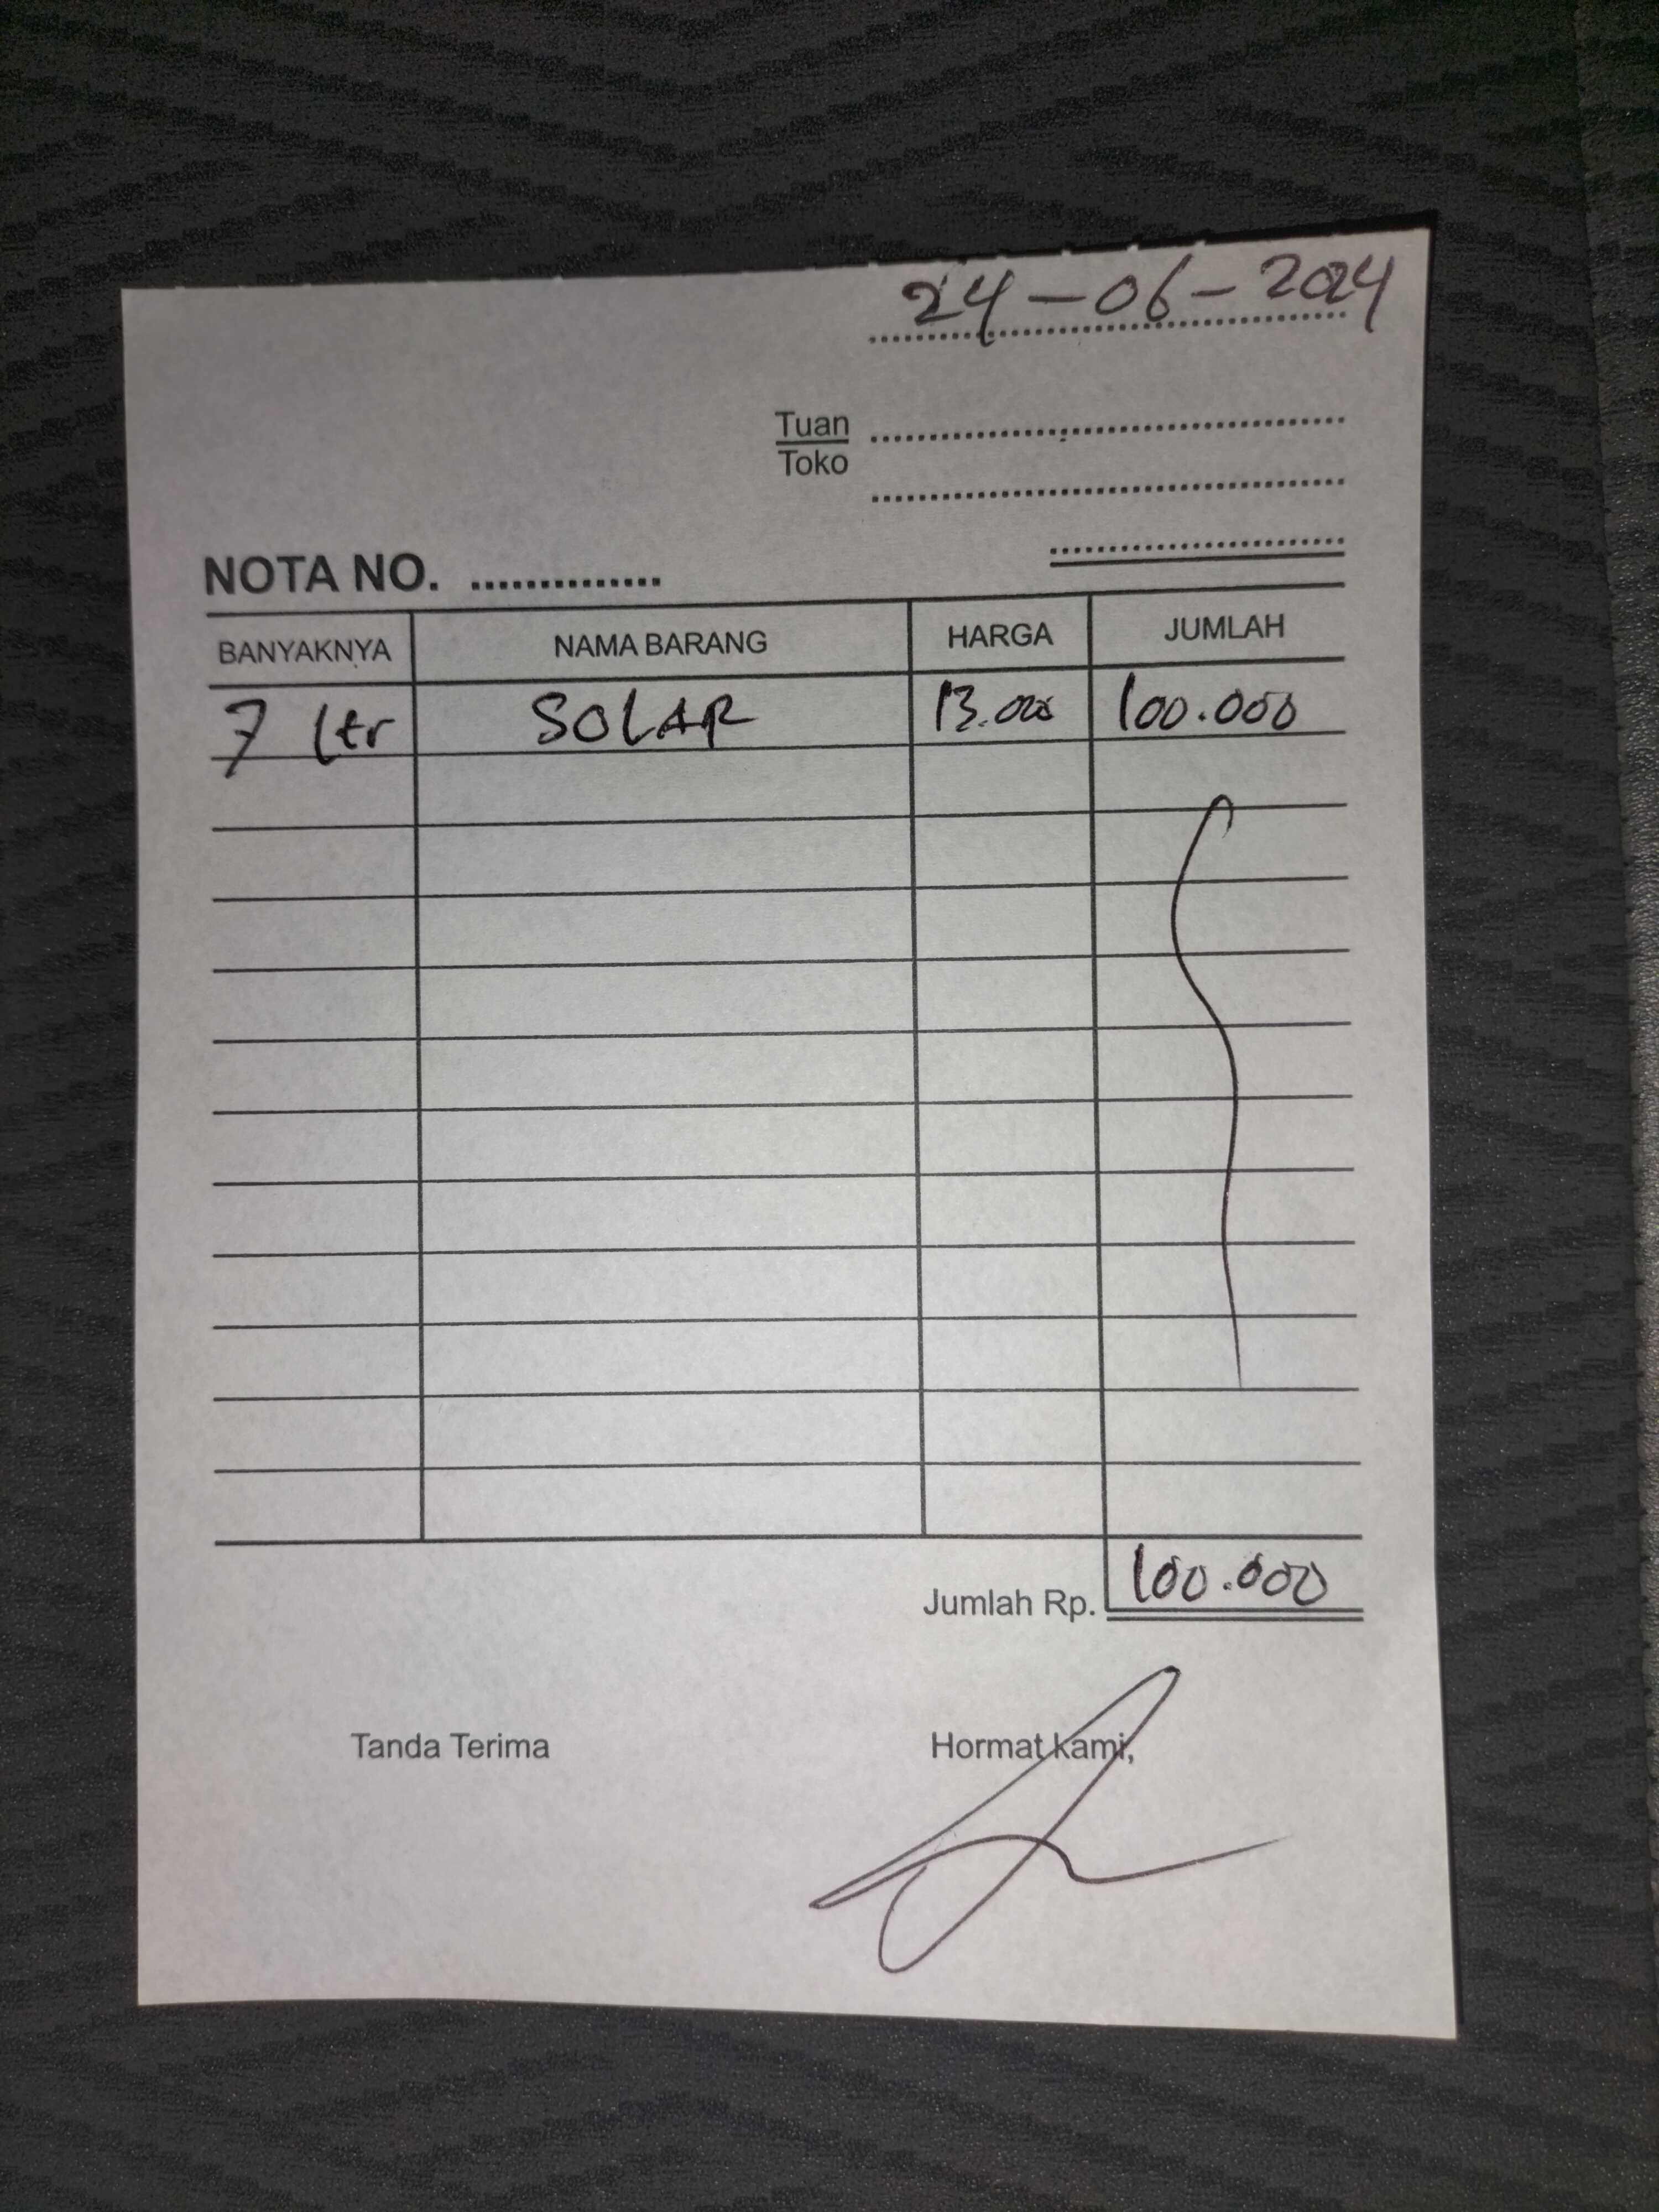 24-06-2024
Tuan
Toko
NOTA NO. ..............
BANYAKNYA NAMA BARANG HARGA JUMLAH
7 ltr SOLAR 13.000 100.000
Jumlah Rp. 100.000
Tanda Terima Hormat kami,